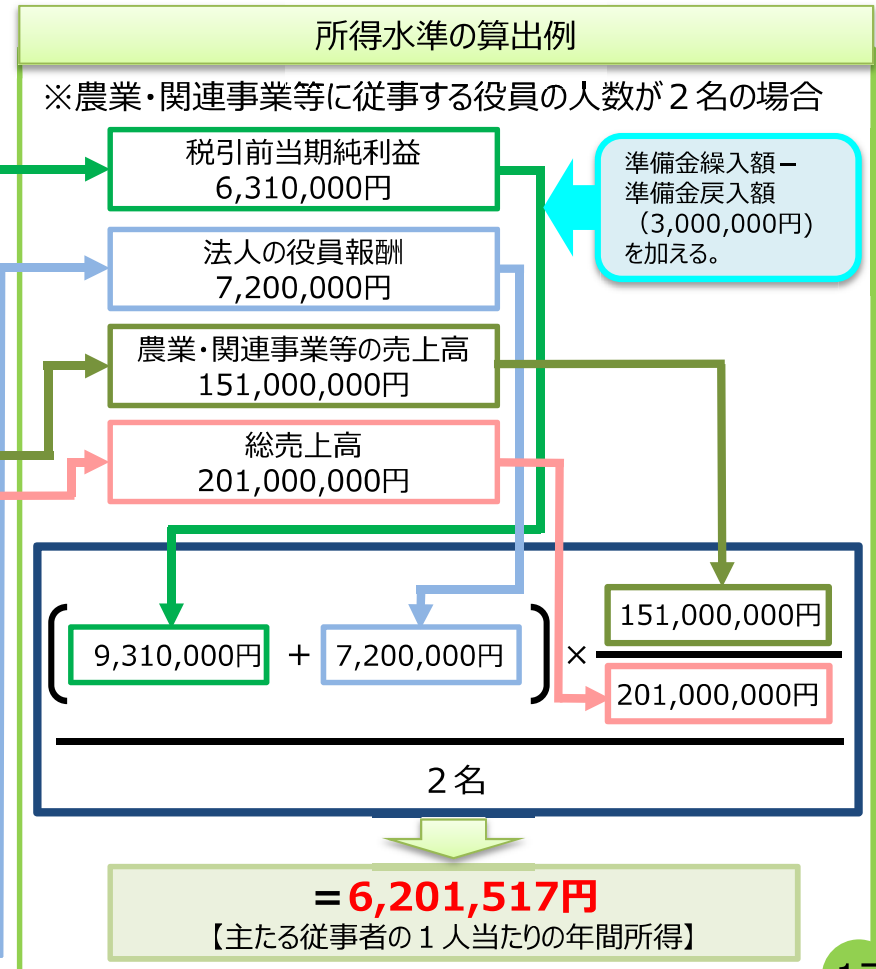 所得水準の算出例
※農業・関連事業等に従事する役員の人数が２名の場合
税引前当期純利益
6,310,000円
準備金繰入額－
準備金戻入額
（3,000,000円)
を加える。
法人の役員報酬
7,200,000円
農業・関連事業等の売上高
151,000,000円
総売上高
201,000,000円
9,310,000円 + 7,200,000円 ×
151,000,000円
201,000,000円
２名
＝6,201,517円
【主たる従事者の１人当たりの年間所得】